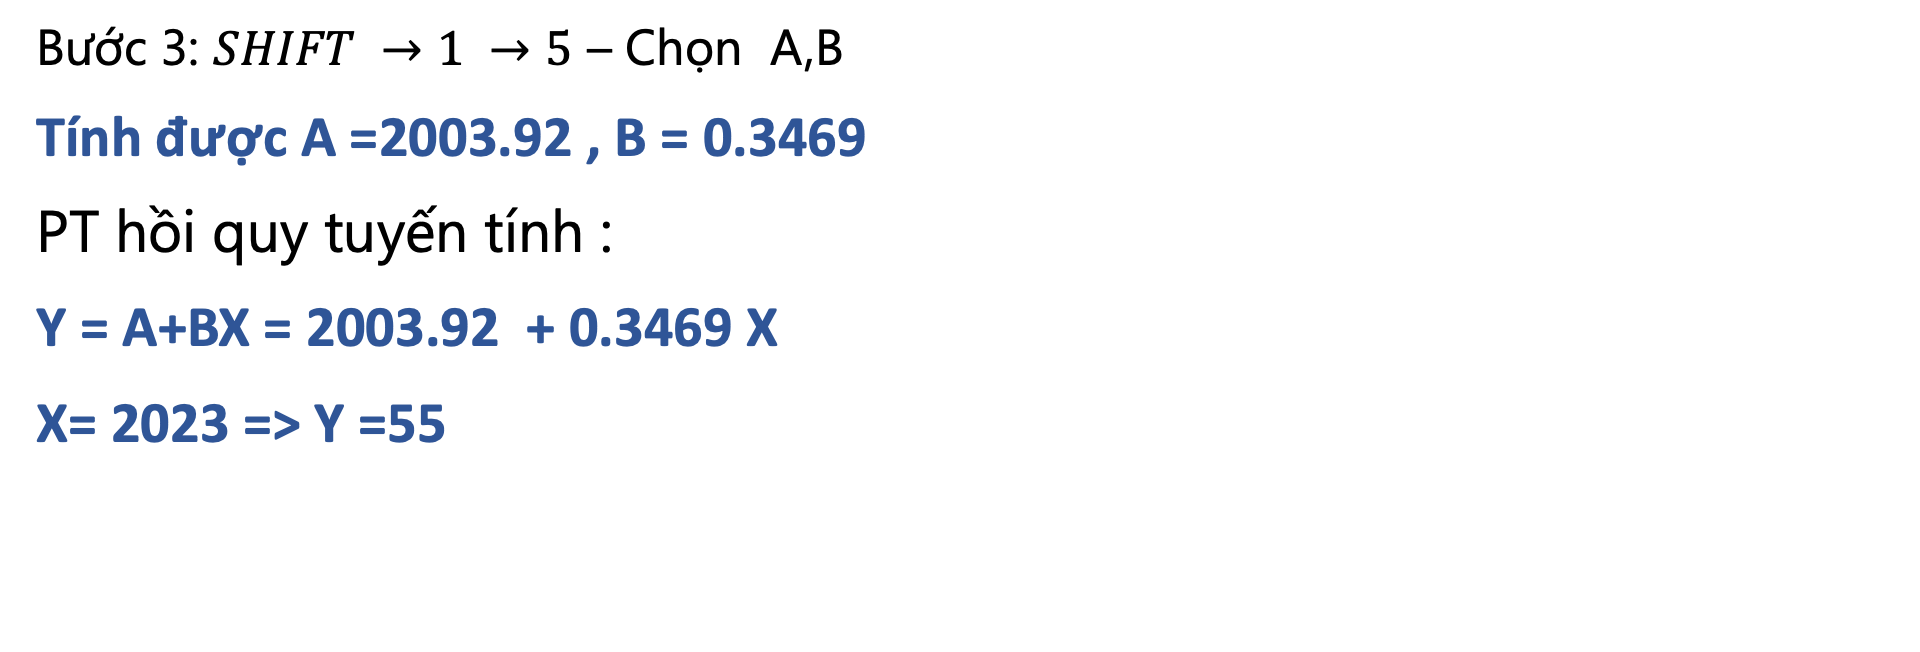 Bước 3: SHIFT → 1 → 5 – Chọn A,B
Tính được A =2003.92 , B = 0.3469
PT hồi quy tuyến tính :
Y = A+BX = 2003.92 + 0.3469 X
X= 2023 => Y =55